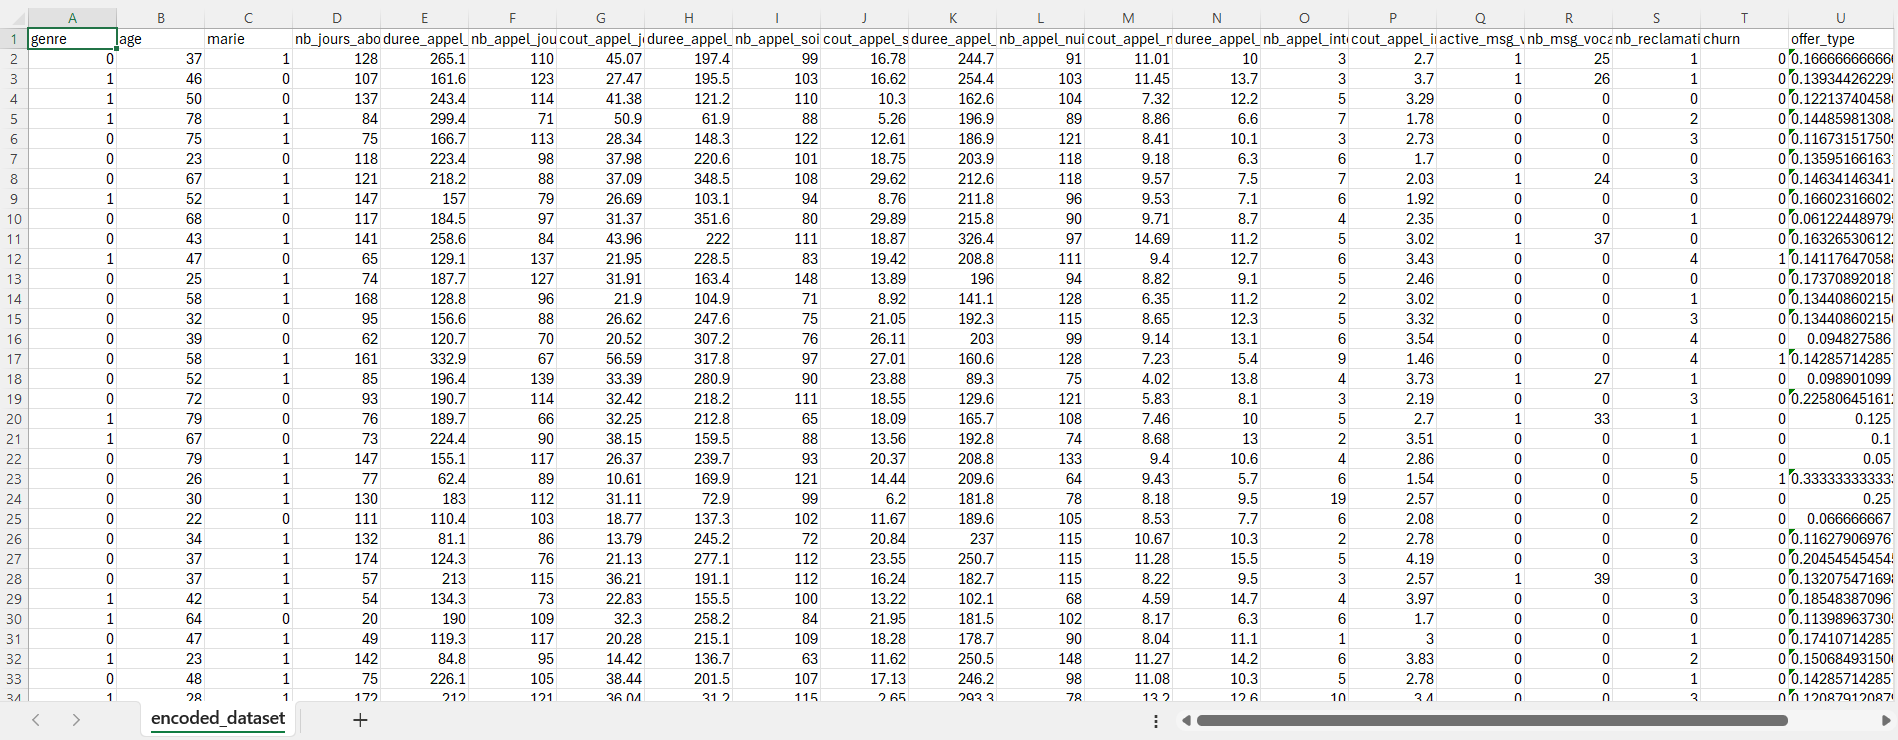 A B C D E F G H I J K L M N O P Q R S T U
1 genre age marie nb_jours_abo duree_appel_ nb_appel_jou cout_appel_j duree_appel_ nb_appel_soi cout_appel_s duree_appel_ nb_appel_nui cout_appel_n duree_appel_ nb_appel_int cout_appel_i active_msg_v nb_msg_voca nb_reclamati churn offer_type
2 0 37 1 128 265.1 110 45.07 197.4 99 16.78 244.7 91 11.01 10 3 2.7 1 25 1 0 0.166666666666
3 1 46 0 107 161.6 123 27.47 195.5 103 16.62 254.4 103 11.45 13.7 3 3.7 1 26 1 0 0.139344262295
4 1 50 0 137 243.4 114 41.38 121.2 110 10.3 162.6 104 7.32 12.2 5 3.29 0 0 0 0 0.122137404580
5 1 78 1 84 299.4 71 50.9 61.9 88 5.26 196.9 89 8.86 6.6 7 1.78 0 0 2 0 0.144859813084
6 0 75 1 75 166.7 113 28.34 148.3 122 12.61 186.9 121 8.41 10.1 3 2.73 0 0 3 0 0.116731517509
7 0 23 0 118 223.4 98 37.98 220.6 101 18.75 203.9 118 9.18 6.3 6 1.7 0 0 0 0 0.135951661631
8 0 67 1 121 218.2 88 37.09 348.5 108 29.62 212.6 118 9.57 7.5 7 2.03 1 24 3 0 0.146341463414
9 1 52 1 147 157 79 26.69 103.1 94 8.76 211.8 96 9.53 7.1 6 1.92 0 0 0 0 0.166023166023
10 0 68 0 117 184.5 97 31.37 351.6 80 29.89 215.8 90 9.71 8.7 4 2.35 0 0 1 0 0.061224489795
11 0 43 1 141 258.6 84 43.96 222 111 18.87 326.4 97 14.69 11.2 5 3.02 1 37 0 0 0.163265306122
12 1 47 0 65 129.1 137 21.95 228.5 83 19.42 208.8 111 9.4 12.7 6 3.43 0 0 4 1 0.141176470588
13 0 25 1 74 187.7 127 31.91 163.4 148 13.89 196 94 8.82 9.1 5 2.46 0 0 0 0 0.173708920187
14 0 58 1 168 128.8 96 21.9 104.9 71 8.92 141.1 128 6.35 11.2 2 3.02 0 0 1 0 0.134408602150
15 0 32 0 95 156.6 88 26.62 247.6 75 21.05 192.3 115 8.65 12.3 5 3.32 0 0 3 0 0.134408602150
16 0 39 0 62 120.7 70 20.52 307.2 76 26.11 203 99 9.14 13.1 6 3.54 0 0 4 0 0.094827586
17 0 58 1 161 332.9 67 56.59 317.8 97 27.01 160.6 128 7.23 5.4 9 1.46 0 0 4 1 0.142857142857
18 0 52 1 85 196.4 139 33.39 280.9 90 23.88 89.3 75 4.02 13.8 4 3.73 1 27 1 0 0.098901099
19 0 72 0 93 190.7 114 32.42 218.2 111 18.55 129.6 121 5.83 8.1 3 2.19 0 0 3 0 0.225806451612
20 1 79 0 76 189.7 66 32.25 212.8 65 18.09 165.7 108 7.46 10 5 2.7 1 33 1 0 0.125
21 1 67 0 73 224.4 90 38.15 159.5 88 13.56 192.8 74 8.68 13 2 3.51 0 0 1 0 0.1
22 0 79 1 147 155.1 117 26.37 239.7 93 20.37 208.8 133 9.4 10.6 4 2.86 0 0 0 0 0.05
23 0 26 1 77 62.4 89 10.61 169.9 121 14.44 209.6 64 9.43 5.7 6 1.54 0 0 5 1 0.333333333333
24 0 30 1 130 183 112 31.11 72.9 99 6.2 181.8 78 8.18 9.5 19 2.57 0 0 0 0 0.25
25 0 22 0 111 110.4 103 18.77 137.3 102 11.67 189.6 105 8.53 7.7 6 2.08 0 0 2 0 0.066666667
26 0 34 1 132 81.1 86 13.79 245.2 72 20.84 237 115 10.67 10.3 2 2.78 0 0 0 0 0.116279069767
27 0 37 1 174 124.3 76 21.13 277.1 112 23.55 250.7 115 11.28 15.5 5 4.19 0 0 3 0 0.204545454545
28 0 37 1 57 213 115 36.21 191.1 112 16.24 182.7 115 8.22 9.5 3 2.57 1 39 0 0 0.132075471698
29 1 42 1 54 134.3 73 22.83 155.5 100 13.22 102.1 68 4.59 14.7 4 3.97 0 0 3 0 0.185483870967
30 1 64 0 20 190 109 32.3 258.2 84 21.95 181.5 102 8.17 6.3 6 1.7 0 0 0 0 0.113989637305
31 0 47 1 49 119.3 117 20.28 215.1 109 18.28 178.7 90 8.04 11.1 1 3 0 0 1 0 0.174107142857
32 1 23 1 142 84.8 95 14.42 136.7 63 11.62 250.5 148 11.27 14.2 6 3.83 0 0 2 0 0.150684931506
33 0 48 1 75 226.1 105 38.44 201.5 107 17.13 246.2 98 11.08 10.3 5 2.78 0 0 1 0 0.142857142857
34 1 28 1 172 212 121 36.04 31.2 115 2.65 293.3 78 13.2 12.6 10 3.4 0 0 3 0 0.120879120879
encoded_dataset